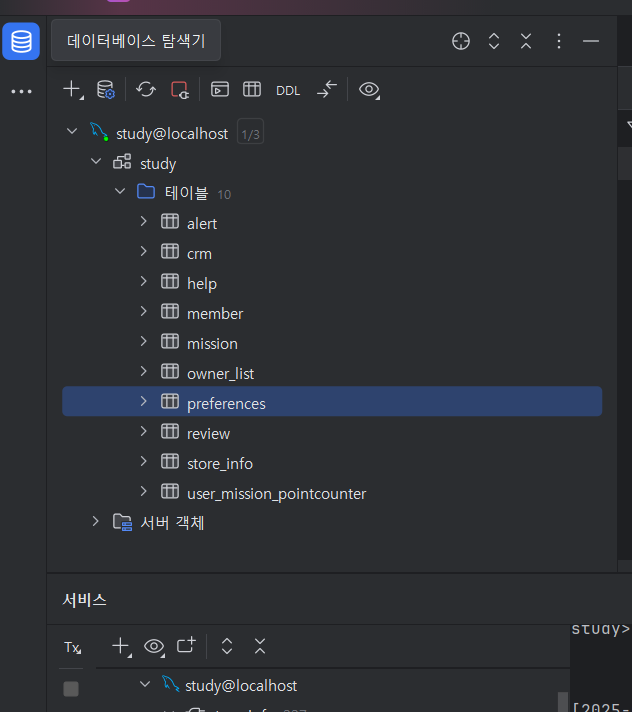 데이터베이스 탐색기
DDL
study@localhost 1/3
study
테이블 10
alert
crm
help
member
mission
owner_list
preferences
review
store_info
user_mission_pointcounter
서버 객체
서비스
study>
Tx
study@localhost
[2025-